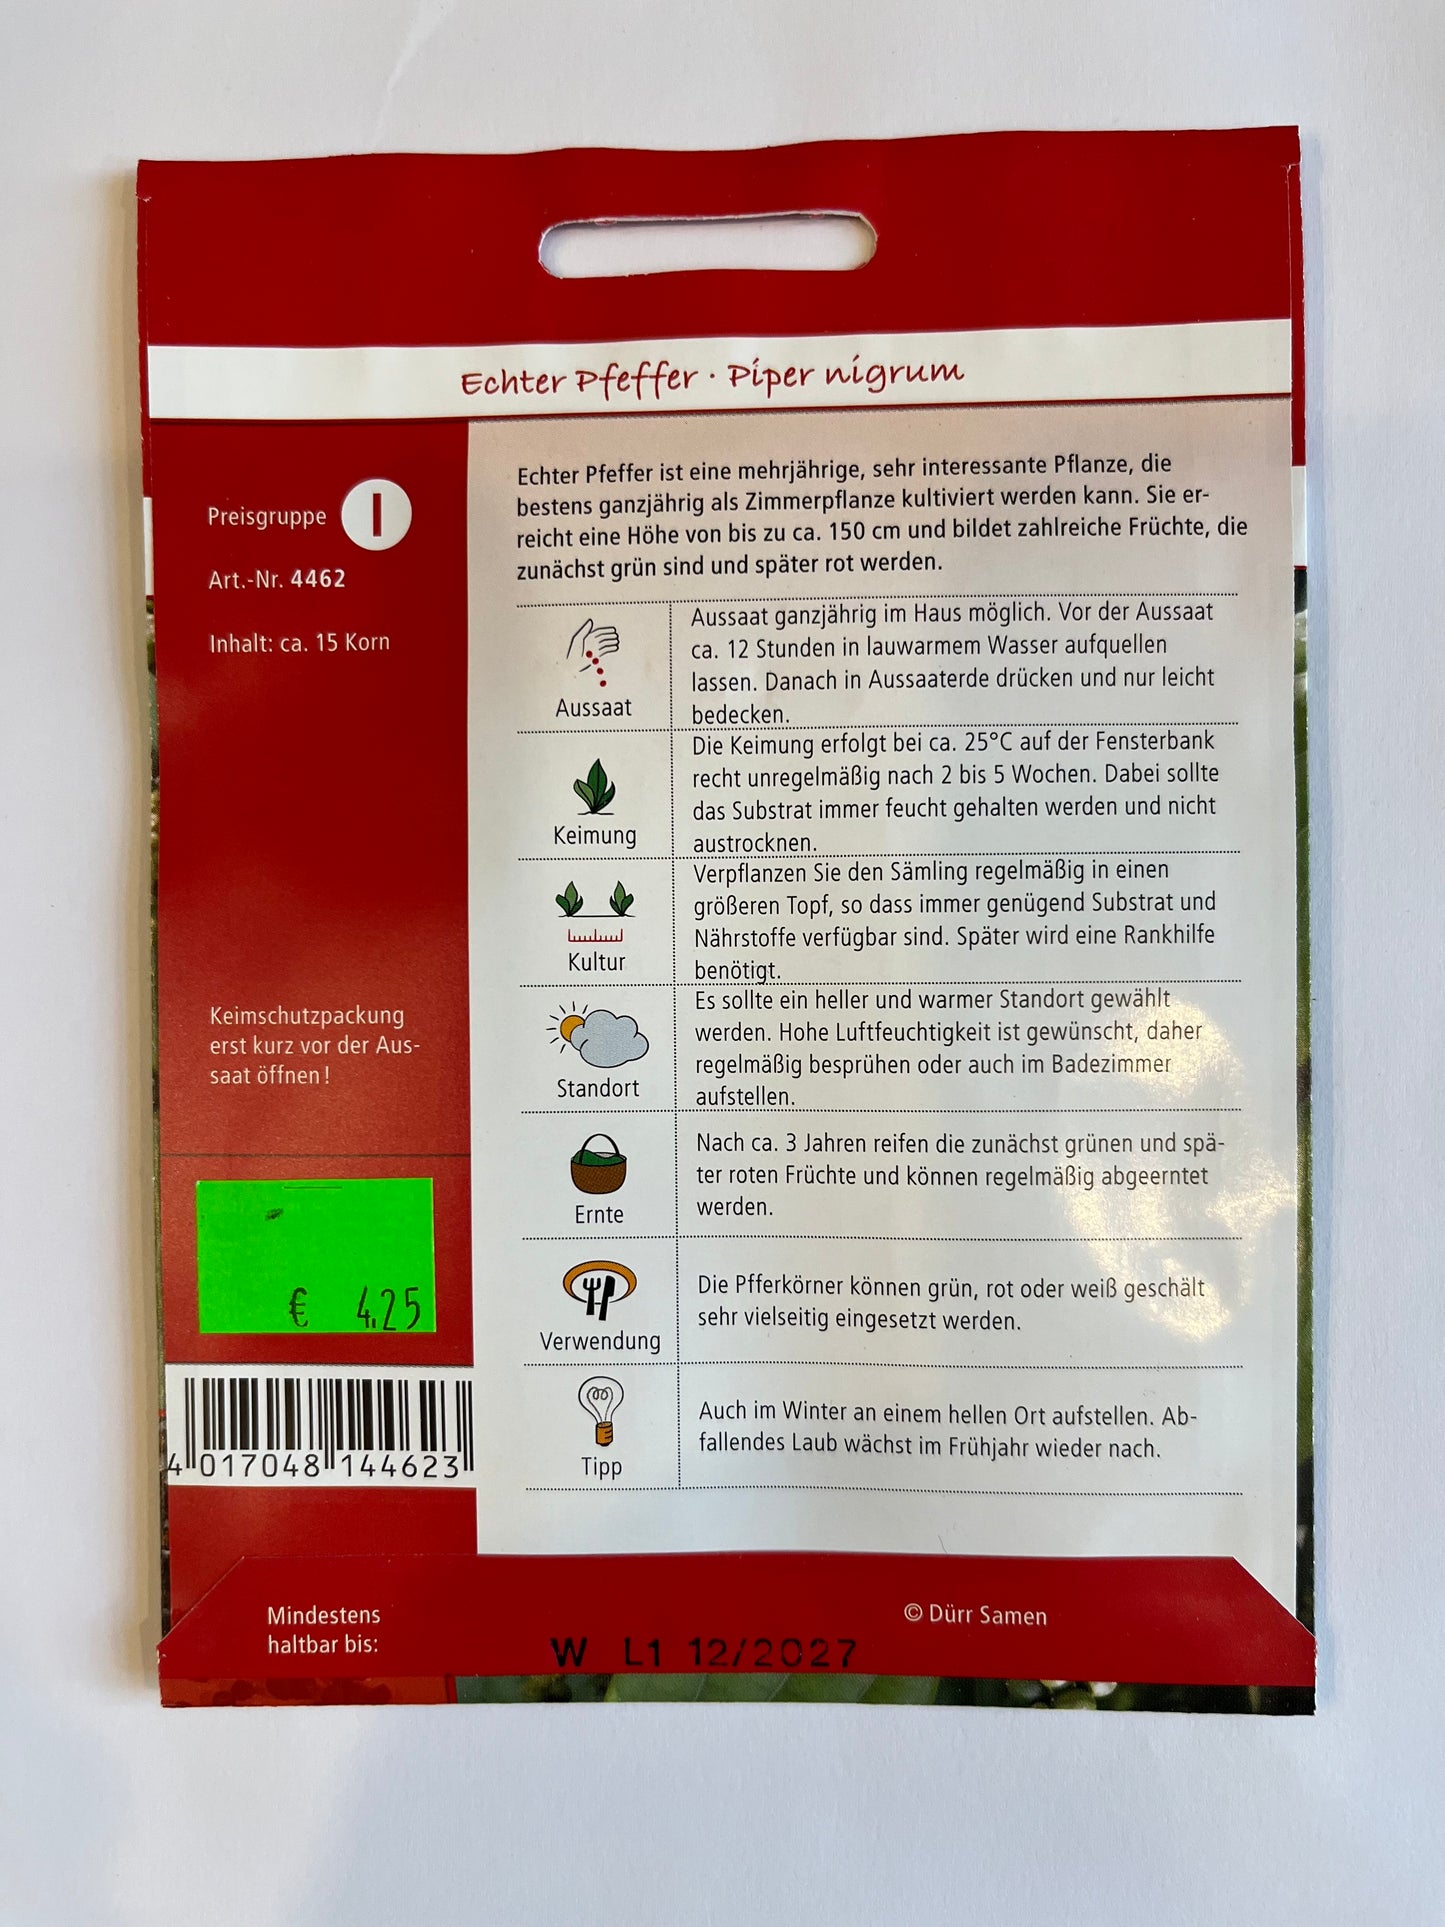 Echter Pfeffer · Piper nigrum
Preisgruppe I
Art.-Nr. 4462
Inhalt: ca. 15 Korn
Keimschutzpackung
erst kurz vor der Aus-
saat öffnen!
€ 4,25
4 017048 144623
Echter Pfeffer ist eine mehrjährige, sehr interessante Pflanze, die
bestens ganzjährig als Zimmerpflanze kultiviert werden kann. Sie er-
reicht eine Höhe von bis zu ca. 150 cm und bildet zahlreiche Früchte, die
zunächst grün sind und später rot werden.
Aussaat
Aussaat ganzjährig im Haus möglich. Vor der Aussaat
ca. 12 Stunden in lauwarmem Wasser aufquellen
lassen. Danach in Aussaaterde drücken und nur leicht
bedecken.
Keimung
Die Keimung erfolgt bei ca. 25°C auf der Fensterbank
recht unregelmäßig nach 2 bis 5 Wochen. Dabei sollte
das Substrat immer feucht gehalten werden und nicht
austrocknen.
Kultur
Verpflanzen Sie den Sämling regelmäßig in einen
größeren Topf, so dass immer genügend Substrat und
Nährstoffe verfügbar sind. Später wird eine Rankhilfe
benötigt.
Standort
Es sollte ein heller und warmer Standort gewählt
werden. Hohe Luftfeuchtigkeit ist gewünscht, daher
regelmäßig besprühen oder auch im Badezimmer
aufstellen.
Ernte
Nach ca. 3 Jahren reifen die zunächst grünen und spä-
ter roten Früchte und können regelmäßig abgeerntet
werden.
Verwendung
Die Pfferkörner können grün, rot oder weiß geschält
sehr vielseitig eingesetzt werden.
Tipp
Auch im Winter an einem hellen Ort aufstellen. Ab-
fallendes Laub wächst im Frühjahr wieder nach.
Mindestens
haltbar bis:
W L1 12/2027
© Dürr Samen